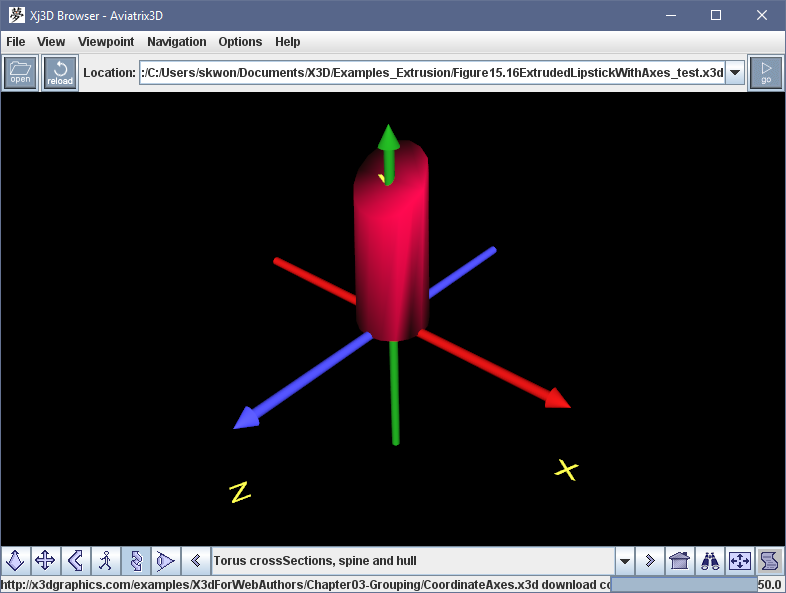 Xj3D Browser - Aviatrix3D
File View Viewpoint Navigation Options Help
open reload Location: :/C:/Users/skwon/Documents/X3D/Examples_Extrusion/Figure15.16ExtrudedLipstickWithAxes_test.x3d go
X
Z
Torus crossSections, spine and hull
http://x3dgraphics.com/examples/X3dForWebAuthors/Chapter03-Grouping/CoordinateAxes.x3d download 50.0